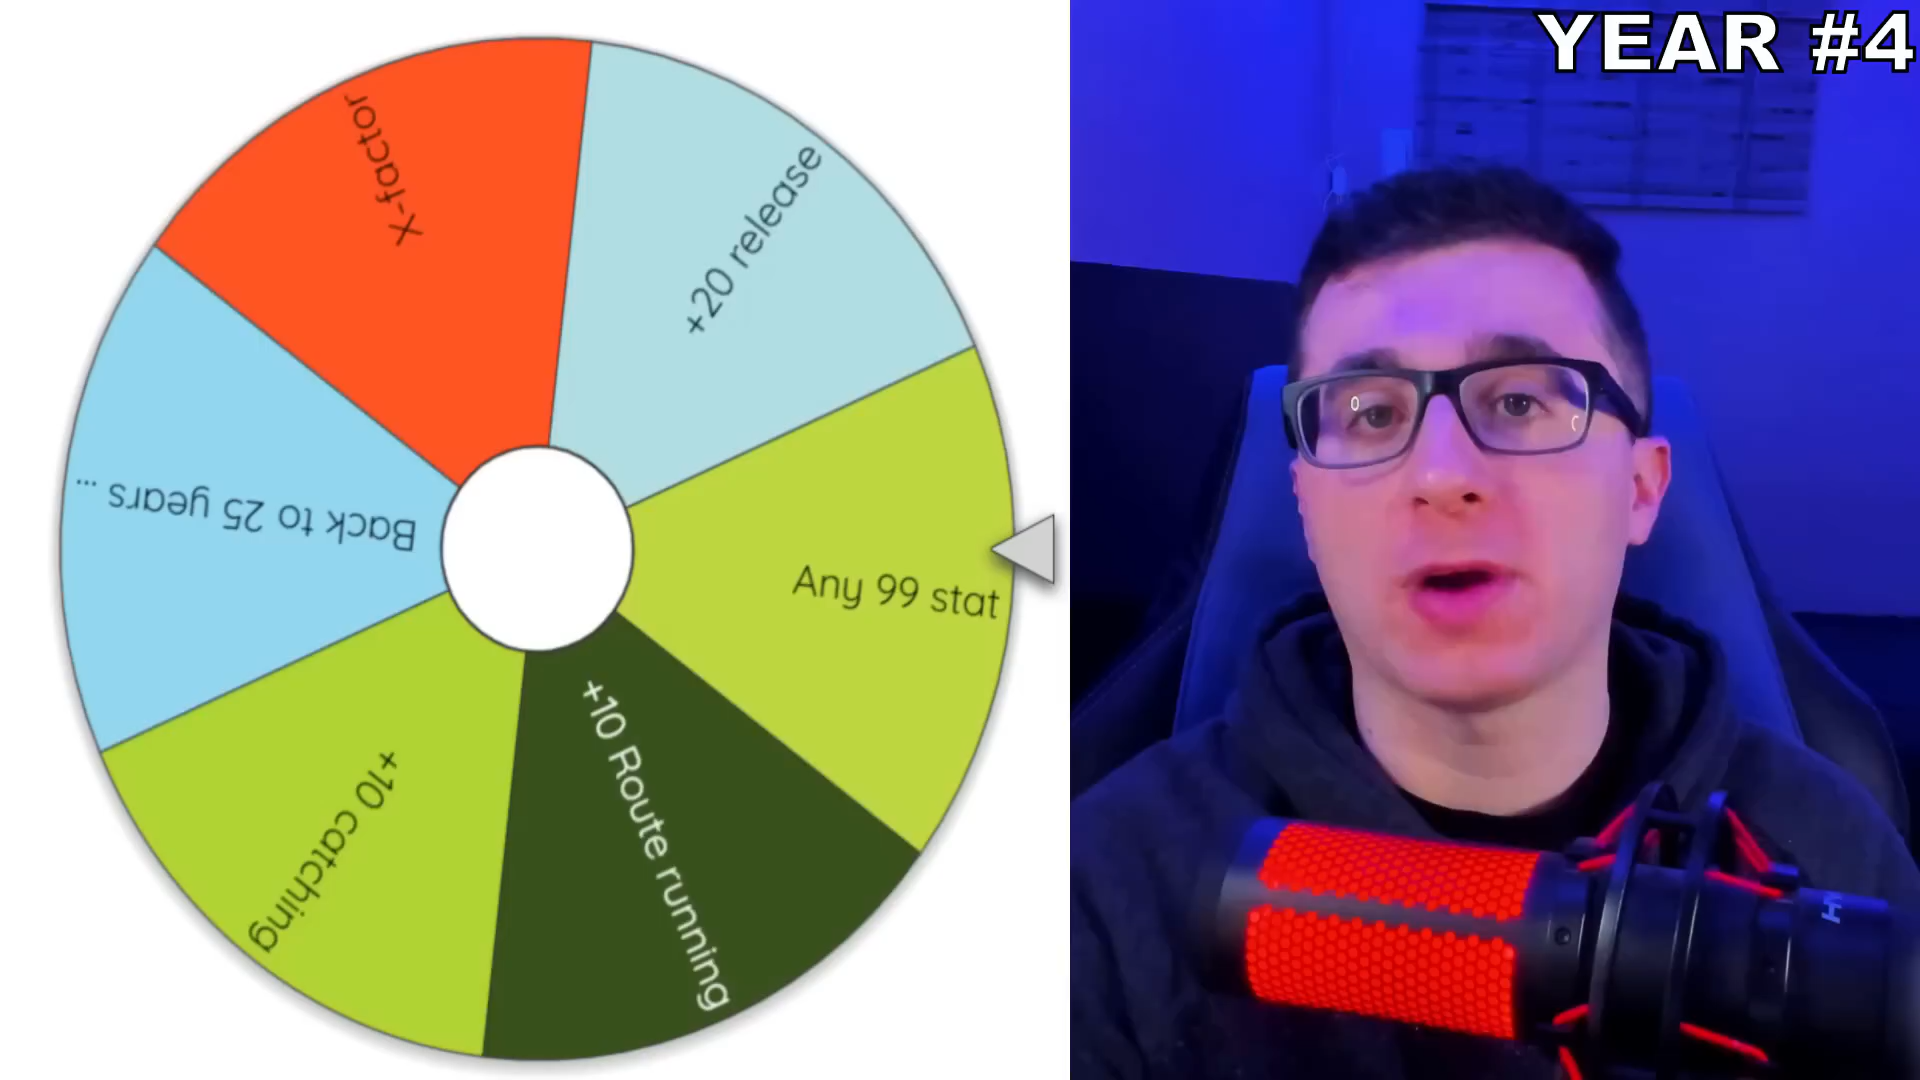 YEAR #4
X-factor
+20 release
Back to 25 years ...
Any 99 stat
+10 catching
+10 Route running